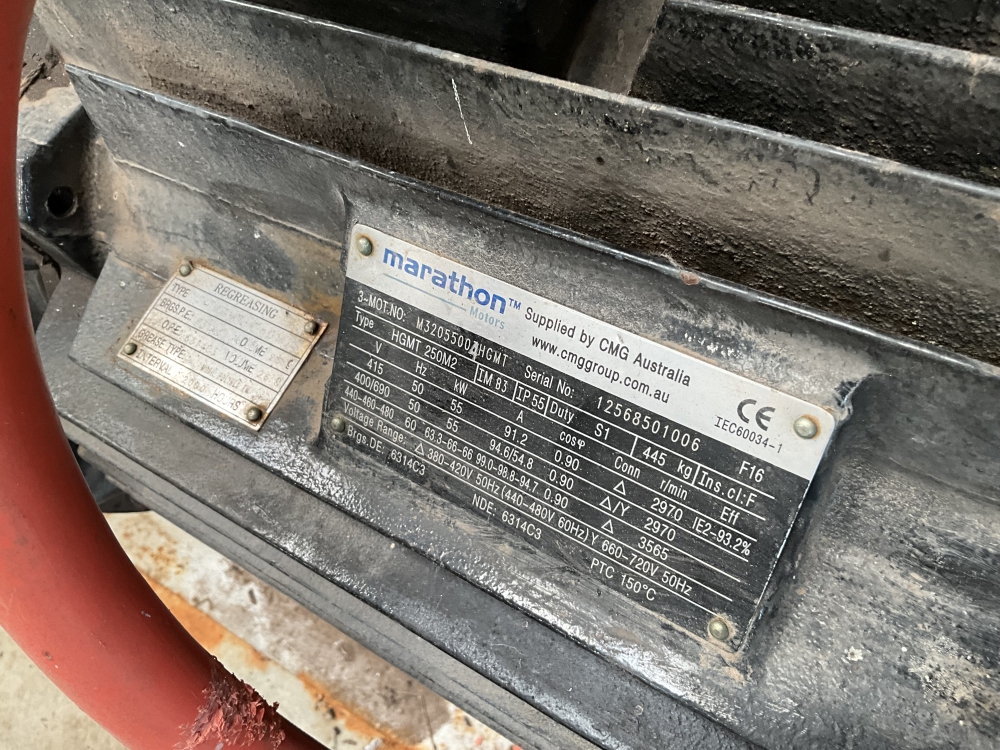 REGREASING
TYPE
BRGS.
GREASE TYPE
INTERVAL HOURS
marathon™
Motors
Supplied by CMG Australia
www.cmggroup.com.au
CE
IEC60034-1
3~MOT.NO: Serial No: 12568501006 F16
Type HGMT 250M2 IM B3 IP 55 Duty S1 445 kg Ins.cl:F
V Hz kW A cosφ Conn r/min Eff
415 50 55 91.2 0.90 △ 2970 IE2-93.2%
400/690 50 55 94.6/54.8 0.90 △/Y 2970
440-460-480 60 63.3-66-66 99.0-98.8-94.7 0.90 △ 3565
Voltage Range: △ 380-420V 50Hz (440-480V 60Hz) Y 660-720V 50Hz
Brgs.DE: 6314C3 NDE: 6314C3 PTC 150°C